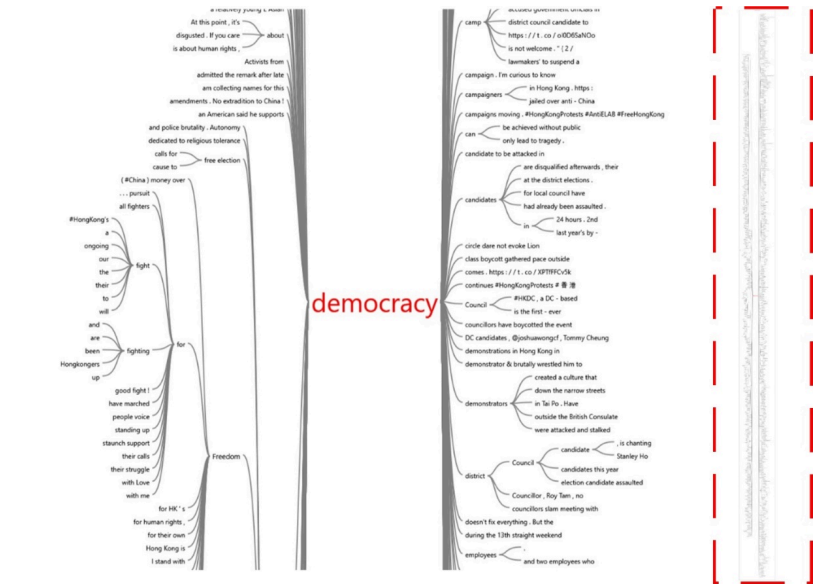 At this point , it's
disgusted . If you care
is about human rights ,
about
Activists from
admitted the remark after late
am collecting names for this
amendments . No extradition to China !
an American said he supports
and police brutality . Autonomy
dedicated to religious tolerance
calls for
cause to
free election
( #China ) money over
. . . pursuit
all fighters
#HongKong's
a
ongoing
our
the
their
to
will
fight
and
are
been
Hongkongers
up
fighting
for
good fight !
have marched
people voice
standing up
staunch support
their calls
their struggle
with Love
with me
Freedom
for HK ' s
for human rights ,
for their own
Hong Kong is
I stand with
democracy
camp
accused government officials in
district council candidate to
https : / / t . co / ol0D6SaNOo
is not welcome . " ( 2 /
lawmakers' to suspend a
campaign . I'm curious to know
campaigners
in Hong Kong . https :
jailed over anti - China
campaigns moving . #HongKongProtests #AntiELAB #FreeHongKong
can
be achieved without public
only lead to tragedy .
candidate to be attacked in
candidates
are disqualified afterwards , their
at the district elections .
for local council have
had already been assaulted .
in
24 hours . 2nd
last year's by -
circle dare not evoke Lion
class boycott gathered pace outside
comes . https : / / t . co / XPTfFFCv5k
continues #HongKongProtests # 香 港
Council
#HKDC , a DC - based
is the first - ever
councillors have boycotted the event
DC candidates , @joshuawongcf , Tommy Cheung
demonstrations in Hong Kong in
demonstrator & brutally wrestled him to
demonstrators
created a culture that
down the narrow streets
in Tai Po . Have
outside the British Consulate
were attacked and stalked
district
Council
candidate
, is chanting
Stanley Ho
candidates this year
election candidate assaulted
Councillor , Roy Tam , no
councillors slam meeting with
doesn't fix everything . But the
during the 13th straight weekend
employees
,
and two employees who